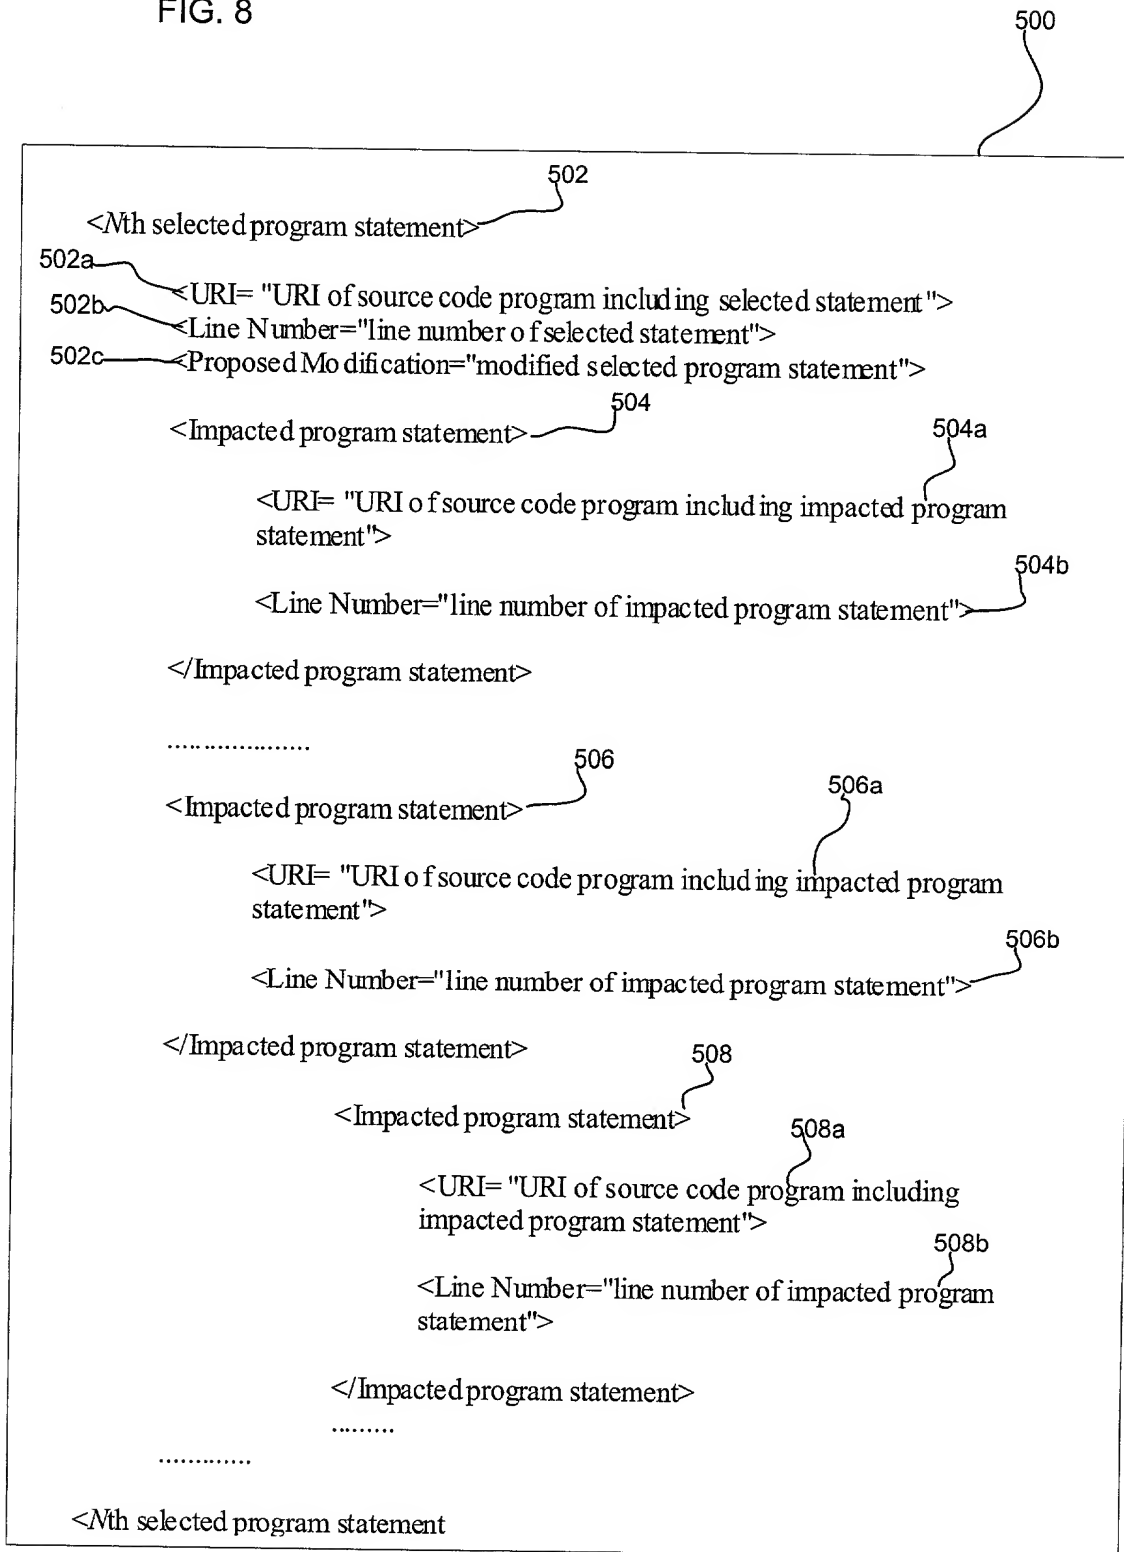 FIG. 8
500
502
<Nth selected program statement>
502a
<URI= "URI of source code program including selected statement">
502b
<Line Number="line number of selected statement">
502c
<Proposed Modification="modified selected program statement">
504
<Impacted program statement>
504a
<URI= "URI of source code program including impacted program
statement">
504b
<Line Number="line number of impacted program statement">
</Impacted program statement>
.....................
506
<Impacted program statement>
506a
<URI= "URI of source code program including impacted program
statement">
506b
<Line Number="line number of impacted program statement">
</Impacted program statement>
508
<Impacted program statement>
508a
<URI= "URI of source code program including
impacted program statement">
508b
<Line Number="line number of impacted program
statement">
</Impacted program statement>
.........
.............
<Nth selected program statement